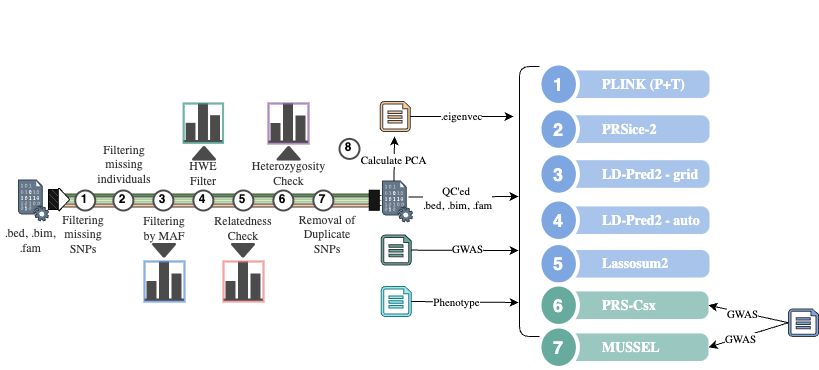 1 PLINK (P+T)
2 PRSice-2
3 LD-Pred2 - grid
4 LD-Pred2 - auto
5 Lassosum2
6 PRS-Csx
7 MUSSEL
.eigenvec
8
Calculate PCA
QC'ed
.bed, .bim, .fam
GWAS
Phenotype
GWAS
GWAS
.bed, .bim,
.fam
1
Filtering
missing
SNPs
2
Filtering
missing
individuals
3
Filtering
by MAF
4
HWE
Filter
5
Relatedness
Check
6
Heterozygosity
Check
7
Removal of
Duplicate
SNPs